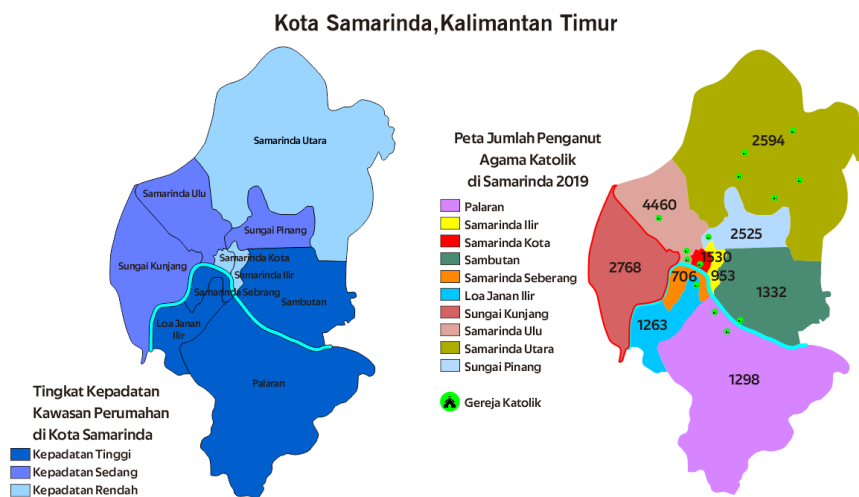 Kota Samarinda,Kalimantan Timur
Samarinda Utara
Samarinda Ulu
Sungai Pinang
Sungai Kunjang
Samarinda Kota
Samarinda Ilir
Samarinda Sebrang
Sambutan
Loa Janan
Ilir
Palaran
Tingkat Kepadatan
Kawasan Perumahan
di Kota Samarinda
Kepadatan Tinggi
Kepadatan Sedang
Kepadatan Rendah
Peta Jumlah Penganut
Agama Katolik
di Samarinda 2019
Palaran
Samarinda Ilir
Samarinda Kota
Sambutan
Samarinda Seberang
Loa Janan Ilir
Sungai Kunjang
Samarinda Ulu
Samarinda Utara
Sungai Pinang
Gereja Katolik
2594
4460
2525
1530
2768
706
953
1332
1263
1298